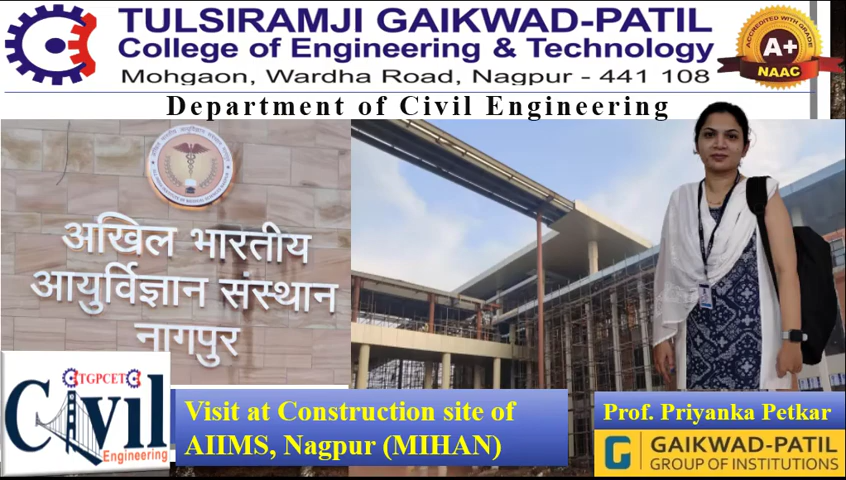 TULSIRAMJI GAIKWAD-PATIL
College of Engineering & Technology
Mohgaon, Wardha Road, Nagpur - 441 108
ACCREDITED WITH GRADE
A+
NAAC
Department of Civil Engineering
अखिल भारतीय
आयुर्विज्ञान संस्थान
नागपुर
TGPCET
Civil
Engineering
Visit at Construction site of
AIIMS, Nagpur (MIHAN)
Prof. Priyanka Petkar
G GAIKWAD-PATIL
GROUP OF INSTITUTIONS